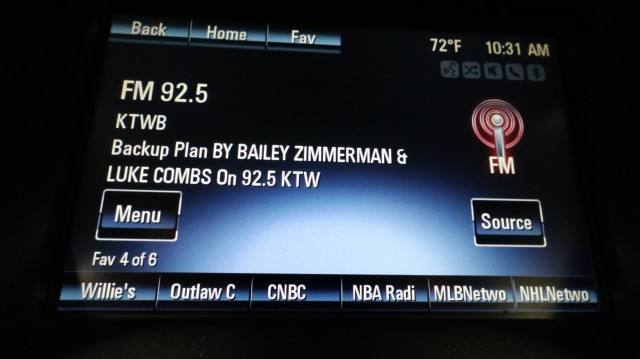 Back Home Fav
72°F 10:31 AM
FM 92.5
KTWB
Backup Plan BY BAILEY ZIMMERMAN &
LUKE COMBS On 92.5 KTW
FM
Menu
Source
Fav 4 of 6
Willie's Outlaw C CNBC NBA Radi MLBNetwo NHLNetwo